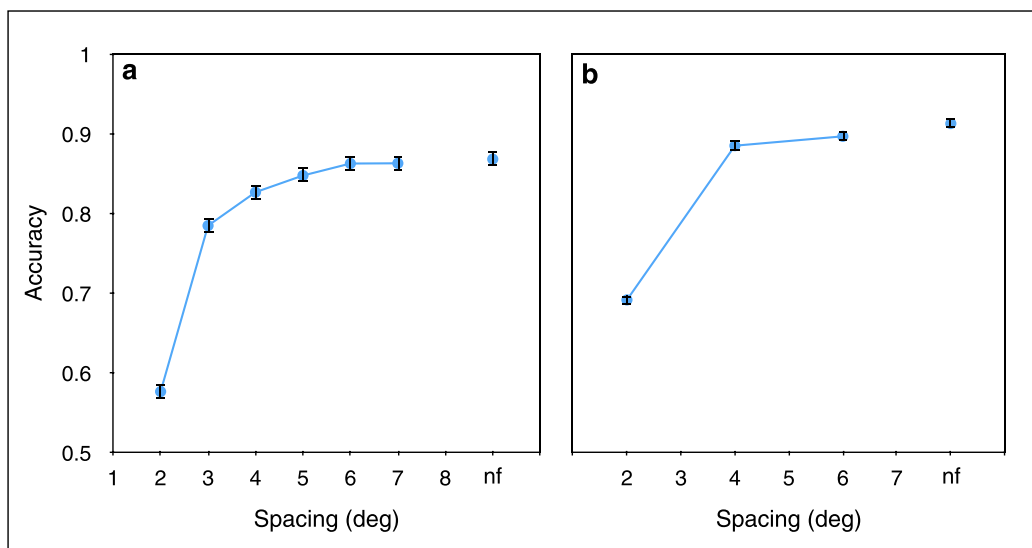 a
b
Accuracy
1
0.9
0.8
0.7
0.6
0.5
1 2 3 4 5 6 7 8 nf
Spacing (deg)
2 3 4 5 6 7 nf
Spacing (deg)